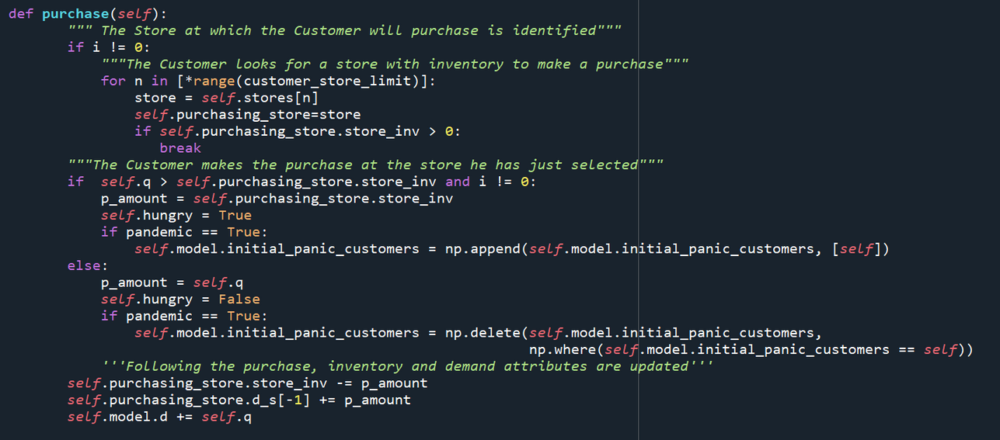 def purchase(self):
        """ The Store at which the Customer will purchase is identified"""
        if i != 0:
            """The Customer looks for a store with inventory to make a purchase"""
            for n in [*range(customer_store_limit)]:
                store = self.stores[n]
                self.purchasing_store=store
                if self.purchasing_store.store_inv > 0:
                   break
        """The Customer makes the purchase at the store he has just selected"""
        if  self.q > self.purchasing_store.store_inv and i != 0:
            p_amount = self.purchasing_store.store_inv
            self.hungry = True
            if pandemic == True:
                self.model.initial_panic_customers = np.append(self.model.initial_panic_customers, [self])
        else:
            p_amount = self.q
            self.hungry = False
            if pandemic == True:
                self.model.initial_panic_customers = np.delete(self.model.initial_panic_customers,
                                                               np.where(self.model.initial_panic_customers == self))
            '''Following the purchase, inventory and demand attributes are updated'''
        self.purchasing_store.store_inv -= p_amount
        self.purchasing_store.d_s[-1] += p_amount
        self.model.d += self.q